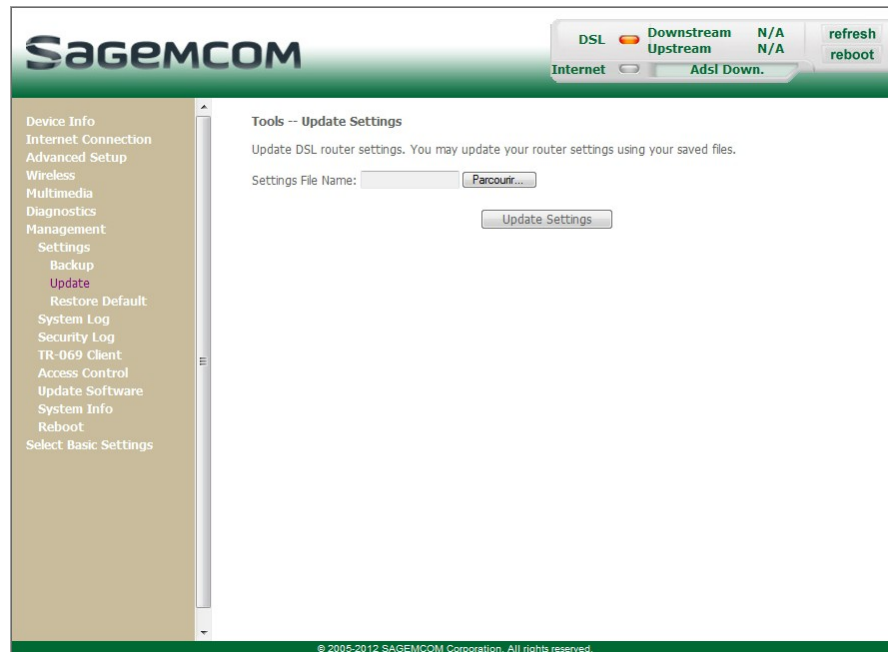 SAGEMCOM
DSL Downstream N/A
Upstream N/A
Internet Adsl Down.
refresh
reboot
Device Info
Internet Connection
Advanced Setup
Wireless
Multimedia
Diagnostics
Management
Settings
Backup
Update
Restore Default
System Log
Security Log
TR-069 Client
Access Control
Update Software
System Info
Reboot
Select Basic Settings
Tools -- Update Settings
Update DSL router settings. You may update your router settings using your saved files.
Settings File Name: Parcourir...
Update Settings
© 2005-2012 SAGEMCOM Corporation. All rights reserved.